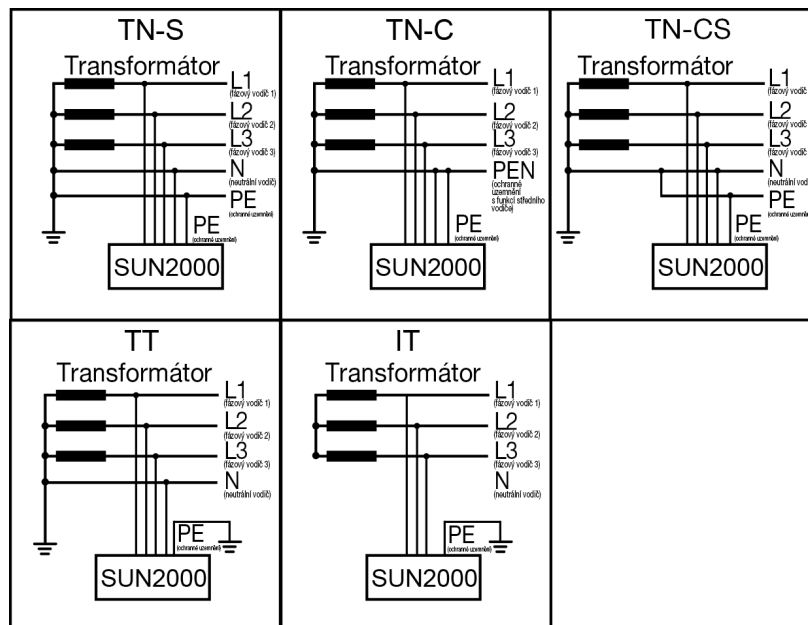 TN-S
Transformátor
L1
(fázový vodič 1)
L2
(fázový vodič 2)
L3
(fázový vodič 3)
N
(neutrální vodič)
PE
(ochranné uzemnění)
PE
(ochranné uzemnění)
SUN2000
TN-C
Transformátor
L1
(fázový vodič 1)
L2
(fázový vodič 2)
L3
(fázový vodič 3)
PEN
(ochranné
uzemnění
s funkcí středního
vodiče)
PE
(ochranné uzemnění)
SUN2000
TN-CS
Transformátor
L1
(fázový vodič 1)
L2
(fázový vodič 2)
L3
(fázový vodič 3)
N
(neutrální vod
PE
(ochranné uzemn
PE
(ochranné uzemnění)
SUN2000
TT
Transformátor
L1
(fázový vodič 1)
L2
(fázový vodič 2)
L3
(fázový vodič 3)
N
(neutrální vodič)
PE
(ochranné uzemnění)
SUN2000
IT
Transformátor
L1
(fázový vodič 1)
L2
(fázový vodič 2)
L3
(fázový vodič 3)
N
(neutrální vodič)
PE
(ochranné uzemnění)
SUN2000